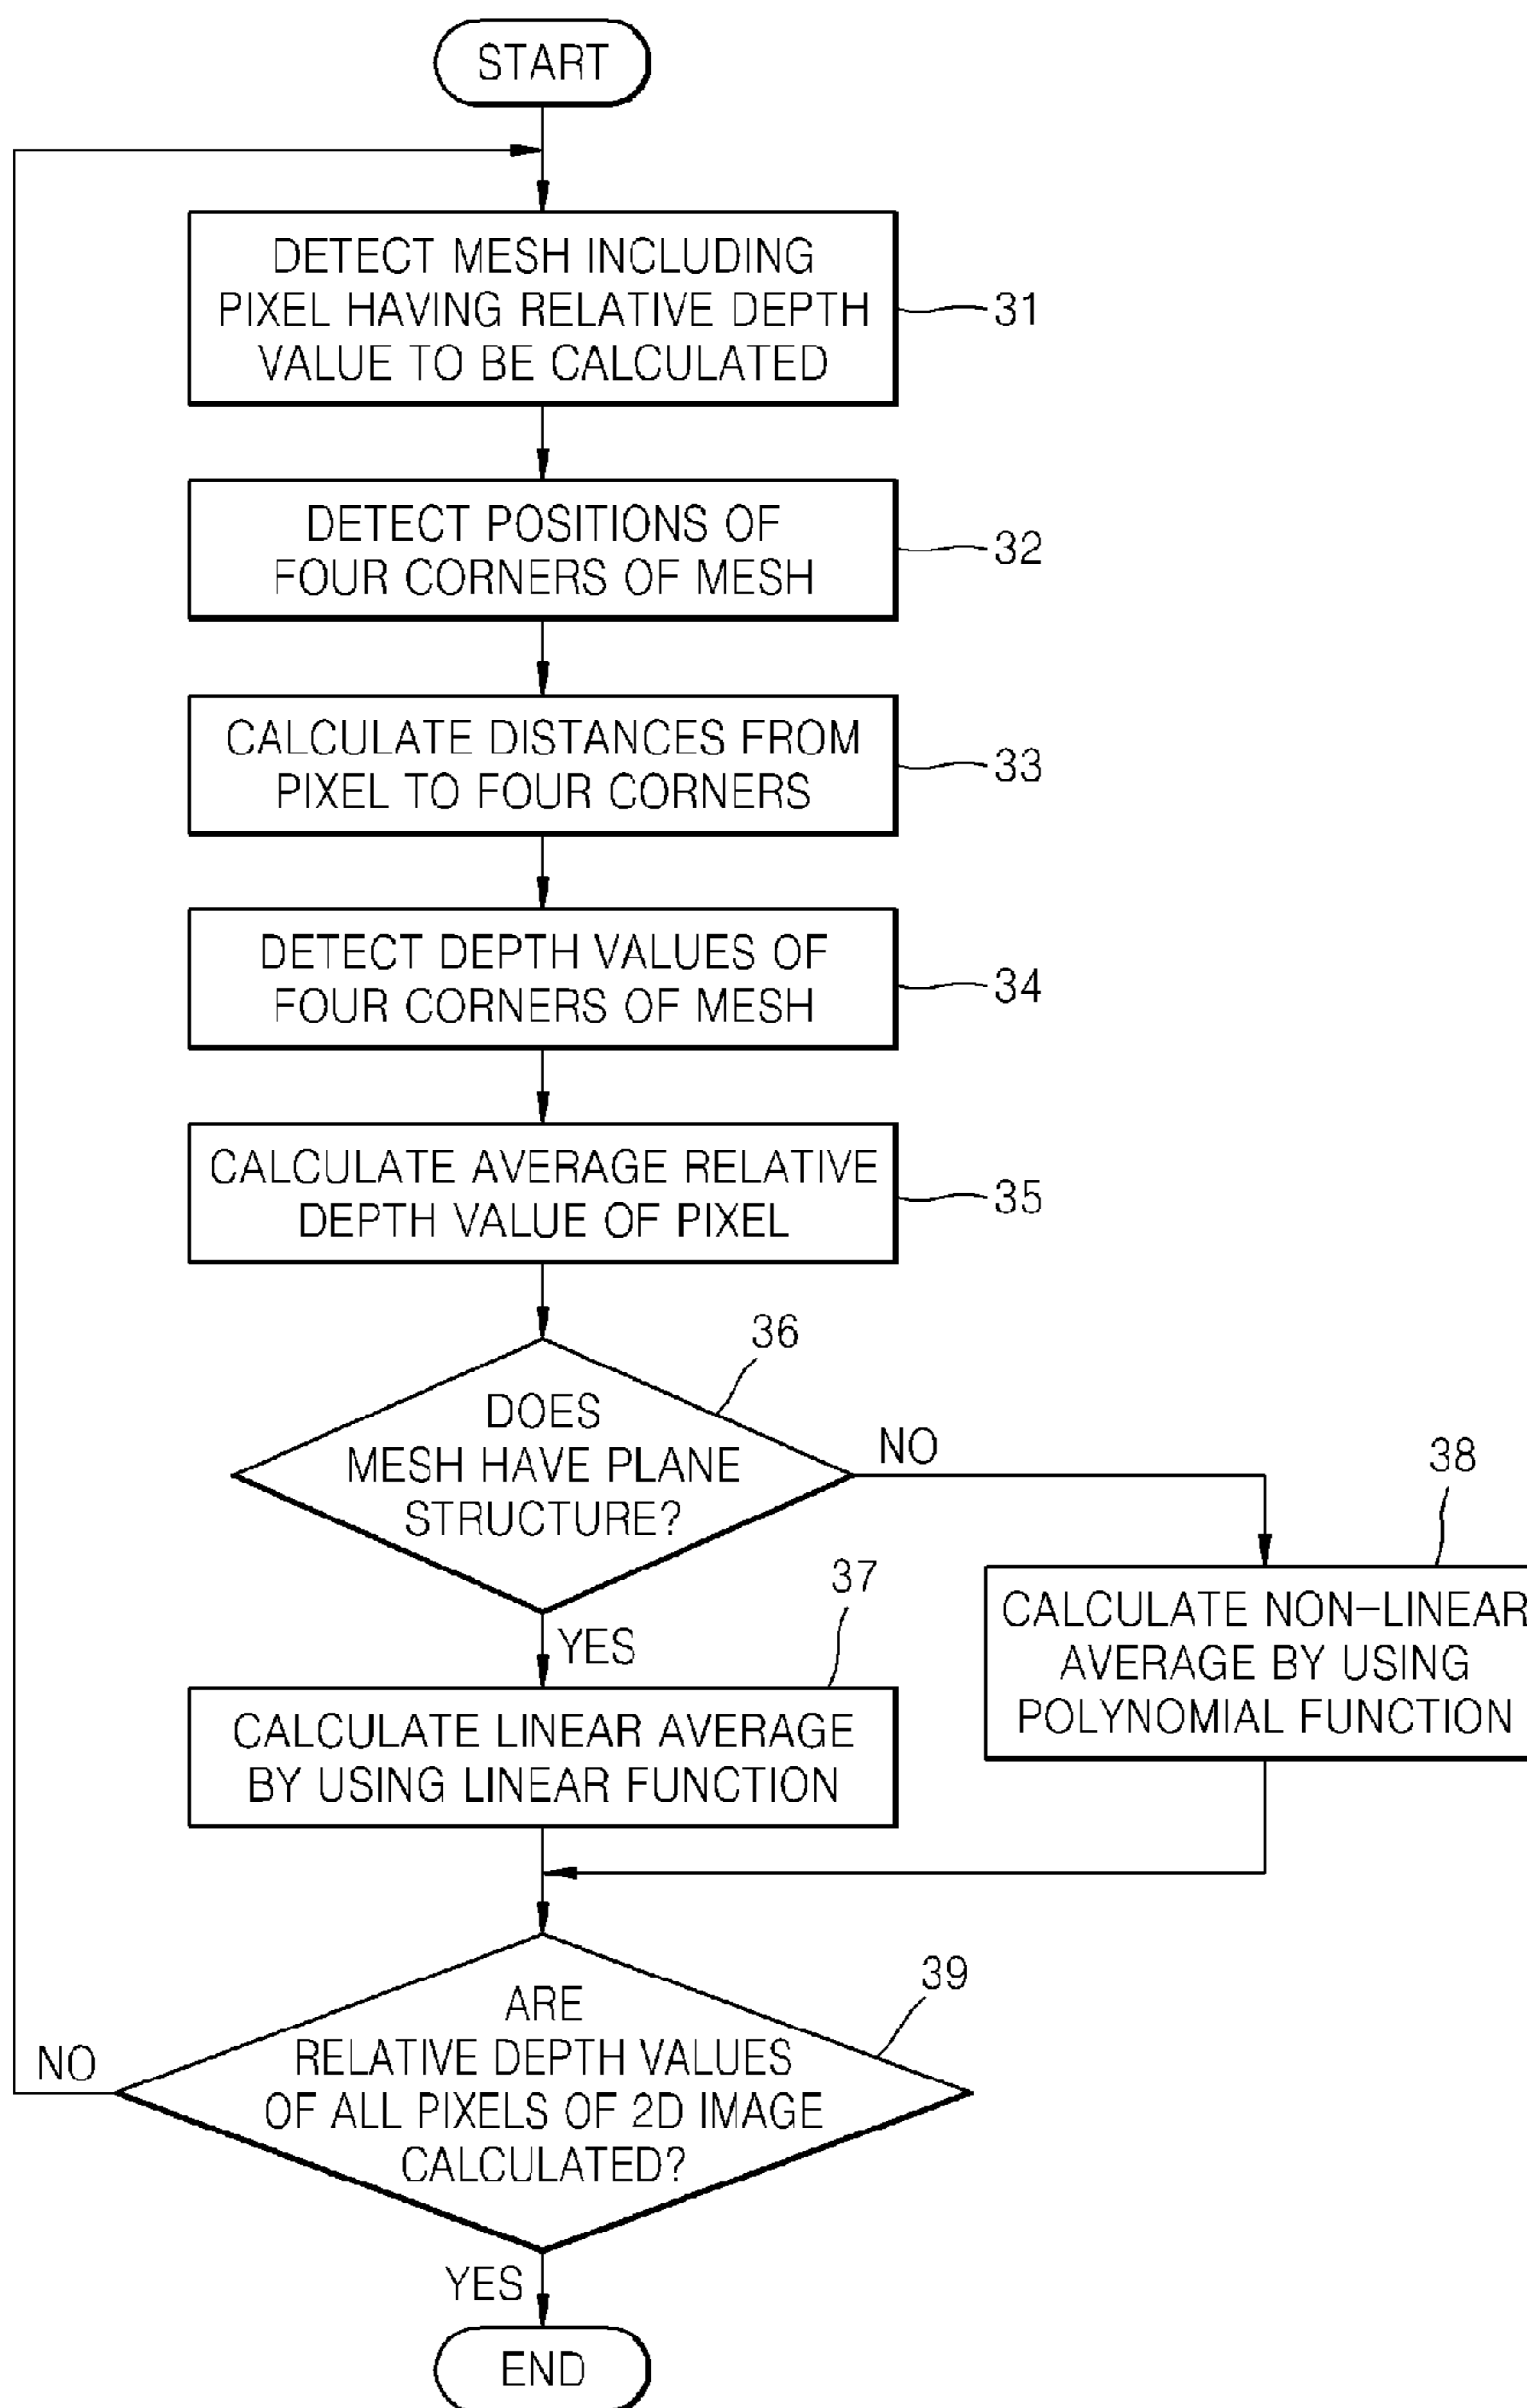 START
DETECT MESH INCLUDING
PIXEL HAVING RELATIVE DEPTH
VALUE TO BE CALCULATED
31
DETECT POSITIONS OF
FOUR CORNERS OF MESH
32
CALCULATE DISTANCES FROM
PIXEL TO FOUR CORNERS
33
DETECT DEPTH VALUES OF
FOUR CORNERS OF MESH
34
CALCULATE AVERAGE RELATIVE
DEPTH VALUE OF PIXEL
35
36
DOES
MESH HAVE PLANE
STRUCTURE?
NO
38
CALCULATE NON-LINEAR
AVERAGE BY USING
POLYNOMIAL FUNCTION
YES
37
CALCULATE LINEAR AVERAGE
BY USING LINEAR FUNCTION
39
ARE
RELATIVE DEPTH VALUES
OF ALL PIXELS OF 2D IMAGE
CALCULATED?
NO
YES
END